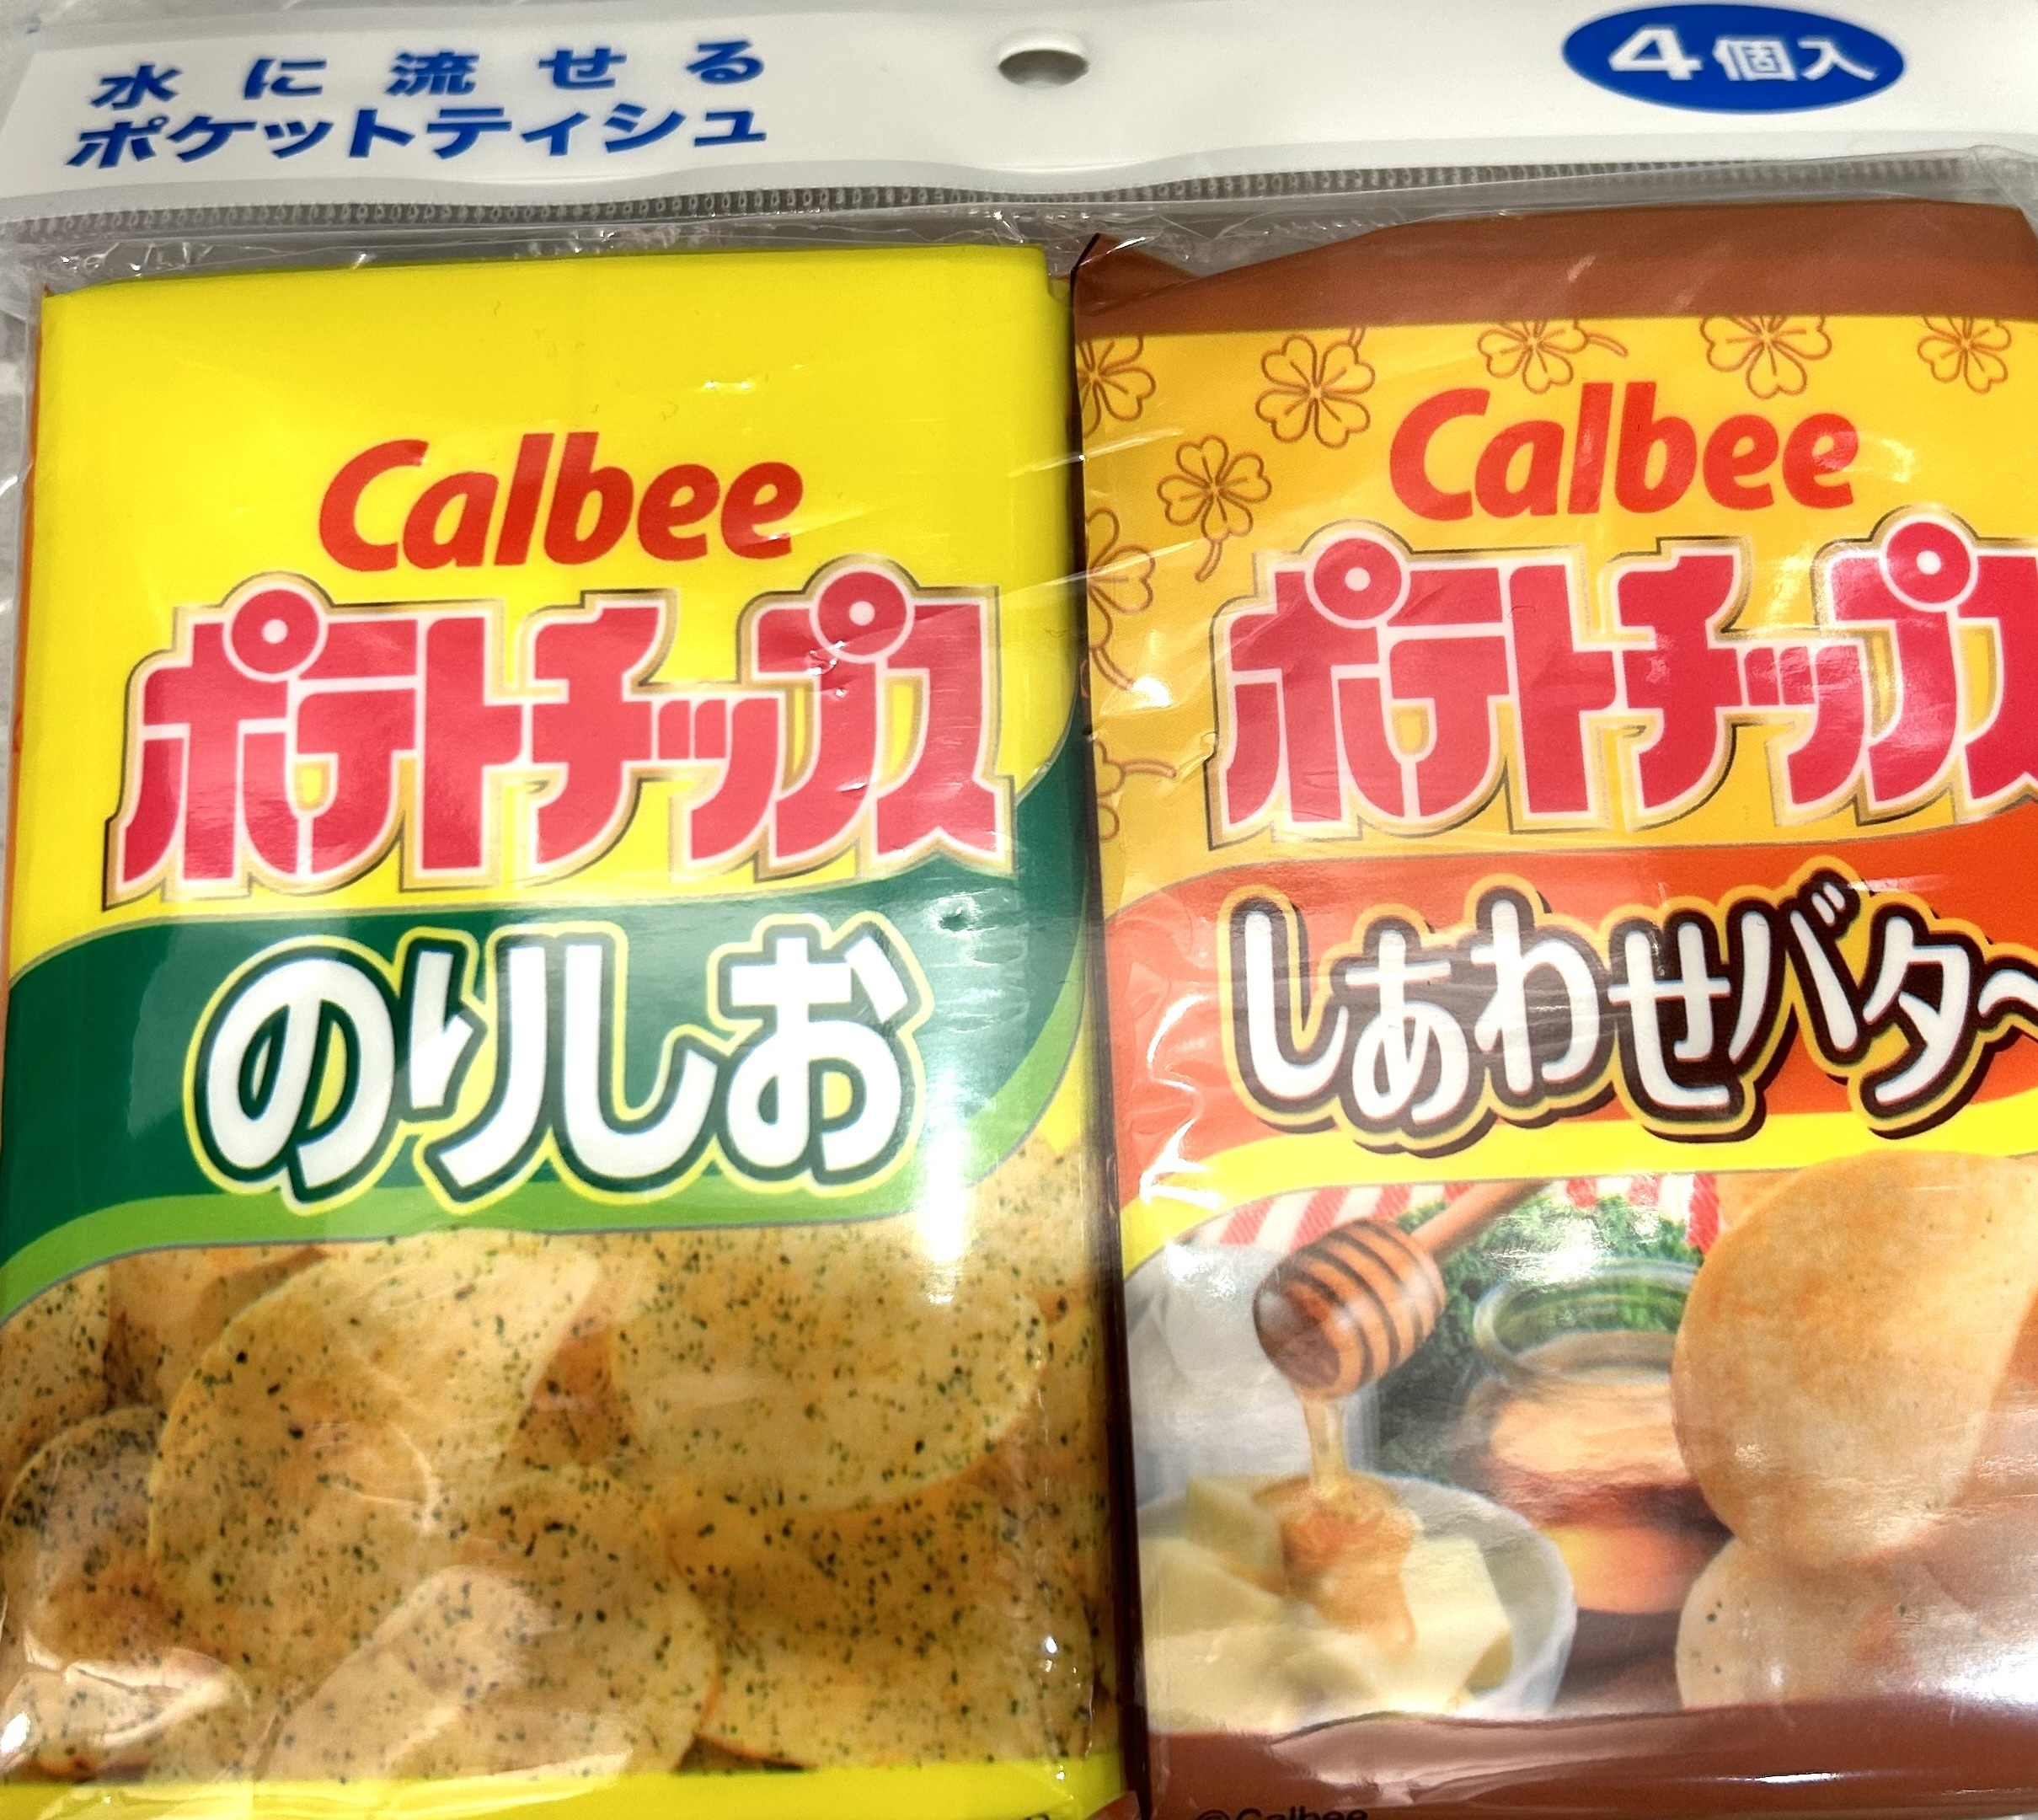 水に流せる
ポケットティシュ
4個入
Calbee
ポテトチップス
のりしお
Calbee
ポテトチップス
しあわせバタ〜
©Calbee